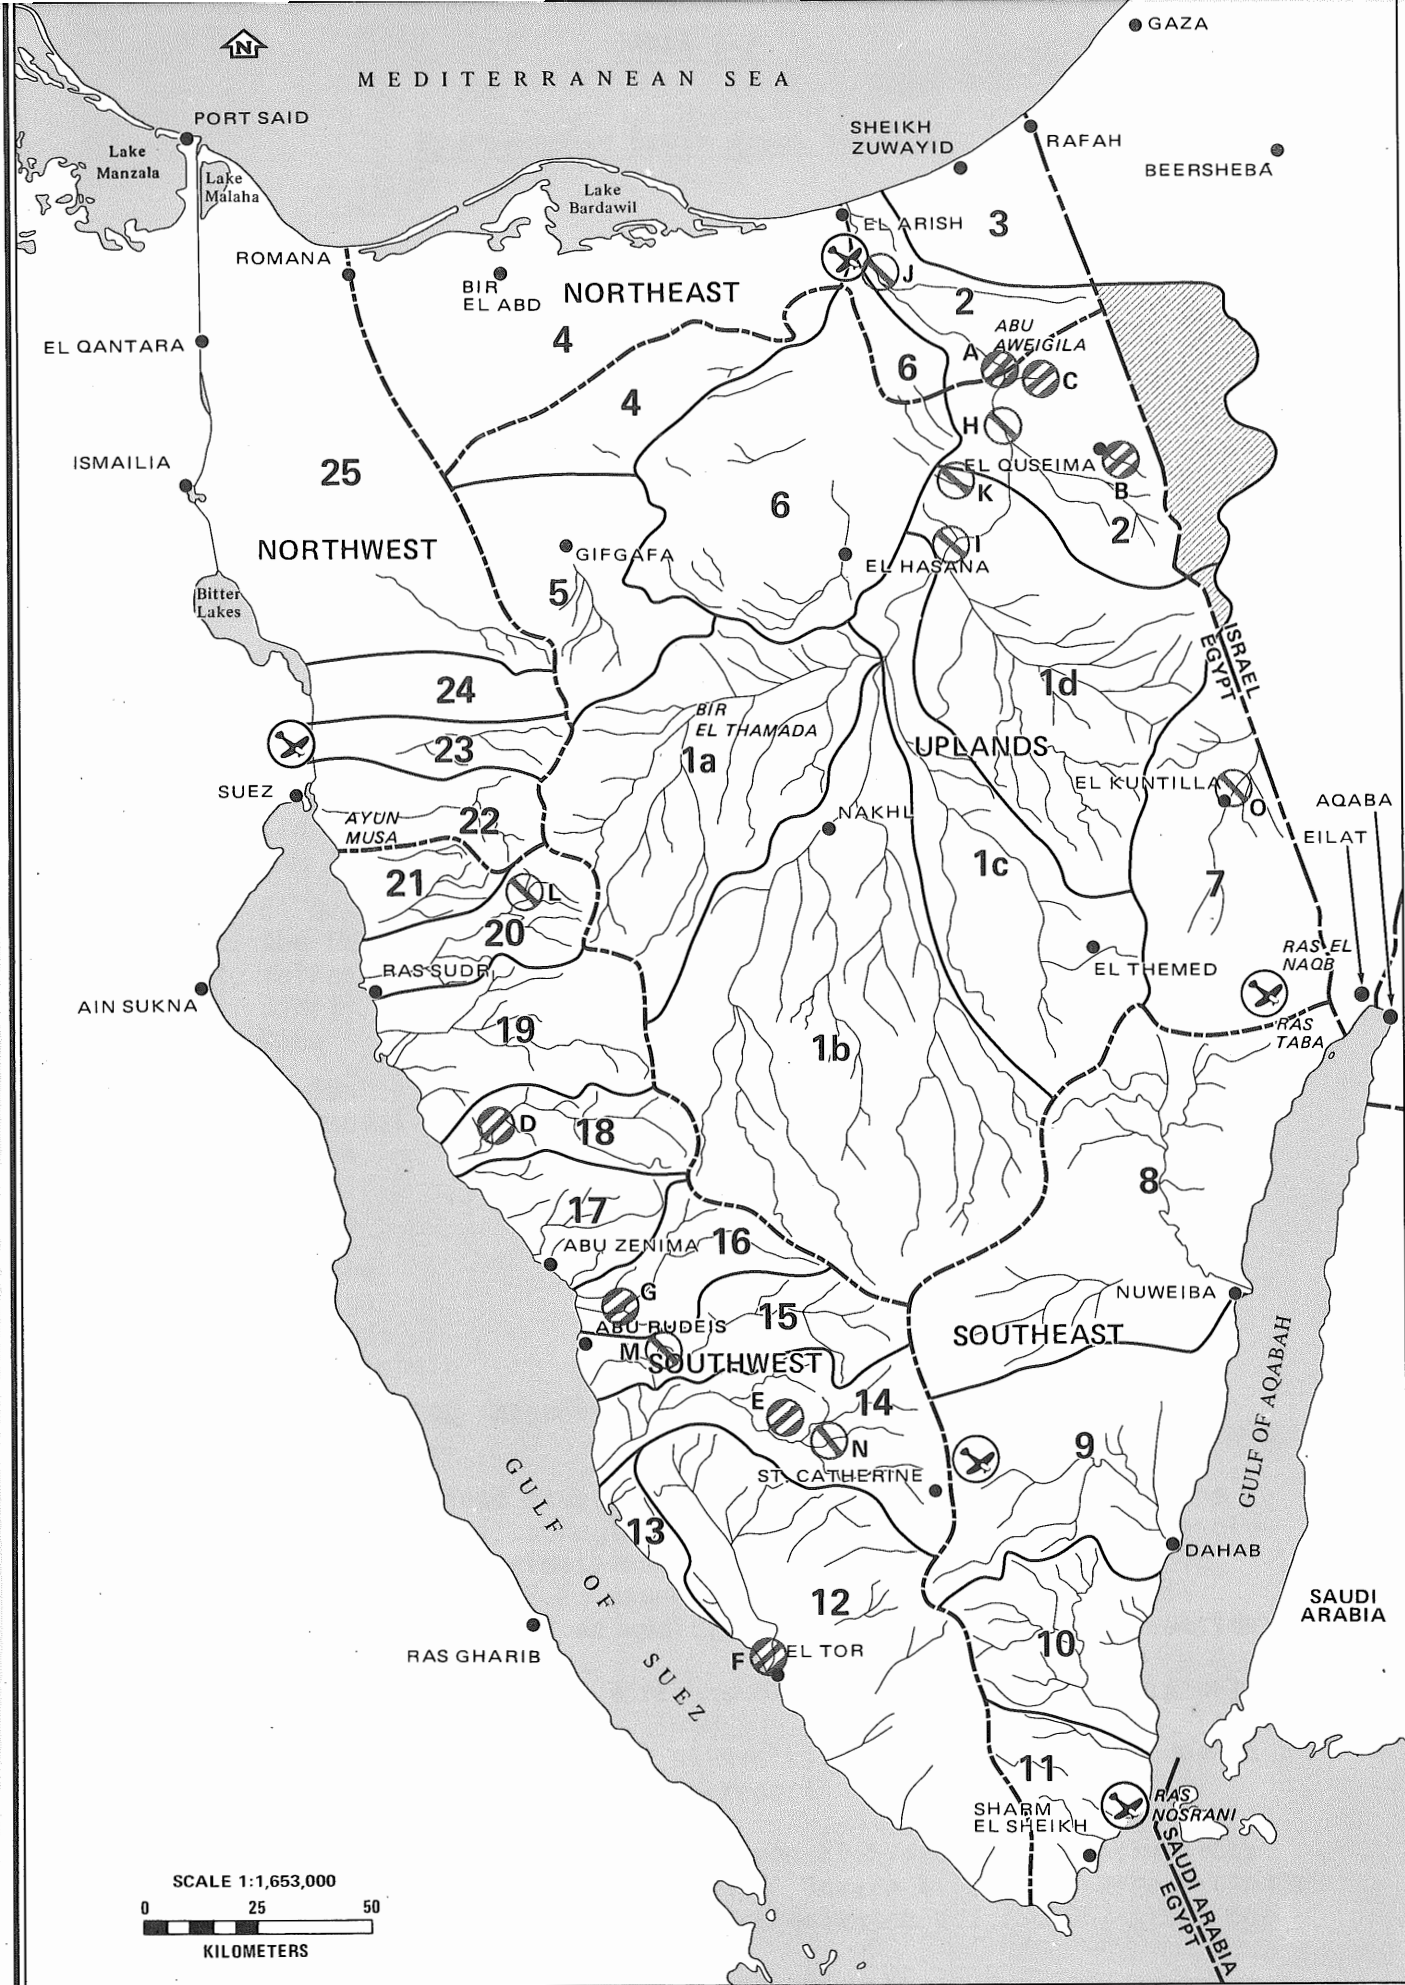 GAZA
N
MEDITERRANEAN SEA
PORT SAID
SHEIKH
ZUWAYID
RAFAH
Lake
Manzala
Lake
Malaha
BEERSHEBA
Lake
Bardawil
EL ARISH
3
ROMANA
BIR
EL ABD
NORTHEAST
J
2
4
EL QANTARA
ABU
AWEIGILA
A
C
6
4
H
ISMAILIA
25
EL QUSEIMA
K
B
6
2
NORTHWEST
GIFGAFA
I
EL HASANA
5
Bitter
Lakes
ISRAEL
EGYPT
24
1d
BIR
EL THAMADA
23
1a
UPLANDS
SUEZ
EL KUNTILLA
O
AQABA
AYUN
MUSA
22
NAKHL
EILAT
21
L
1c
7
20
RAS SUDR
RAS EL
NAQB
EL THEMED
AIN SUKNA
19
1b
RAS
TABA
D
18
8
17
ABU ZENIMA
16
G
NUWEIBA
15
ABU RUDEIS
SOUTHEAST
M
SOUTHWEST
E
14
N
9
ST. CATHERINE
GULF OF AQABAH
13
DAHAB
12
SAUDI
ARABIA
10
F
EL TOR
RAS GHARIB
GULF OF SUEZ
11
SHARM
EL SHEIKH
RAS
NOSRANI
SAUDI ARABIA
EGYPT
SCALE 1:1,653,000
0 25 50
KILOMETERS